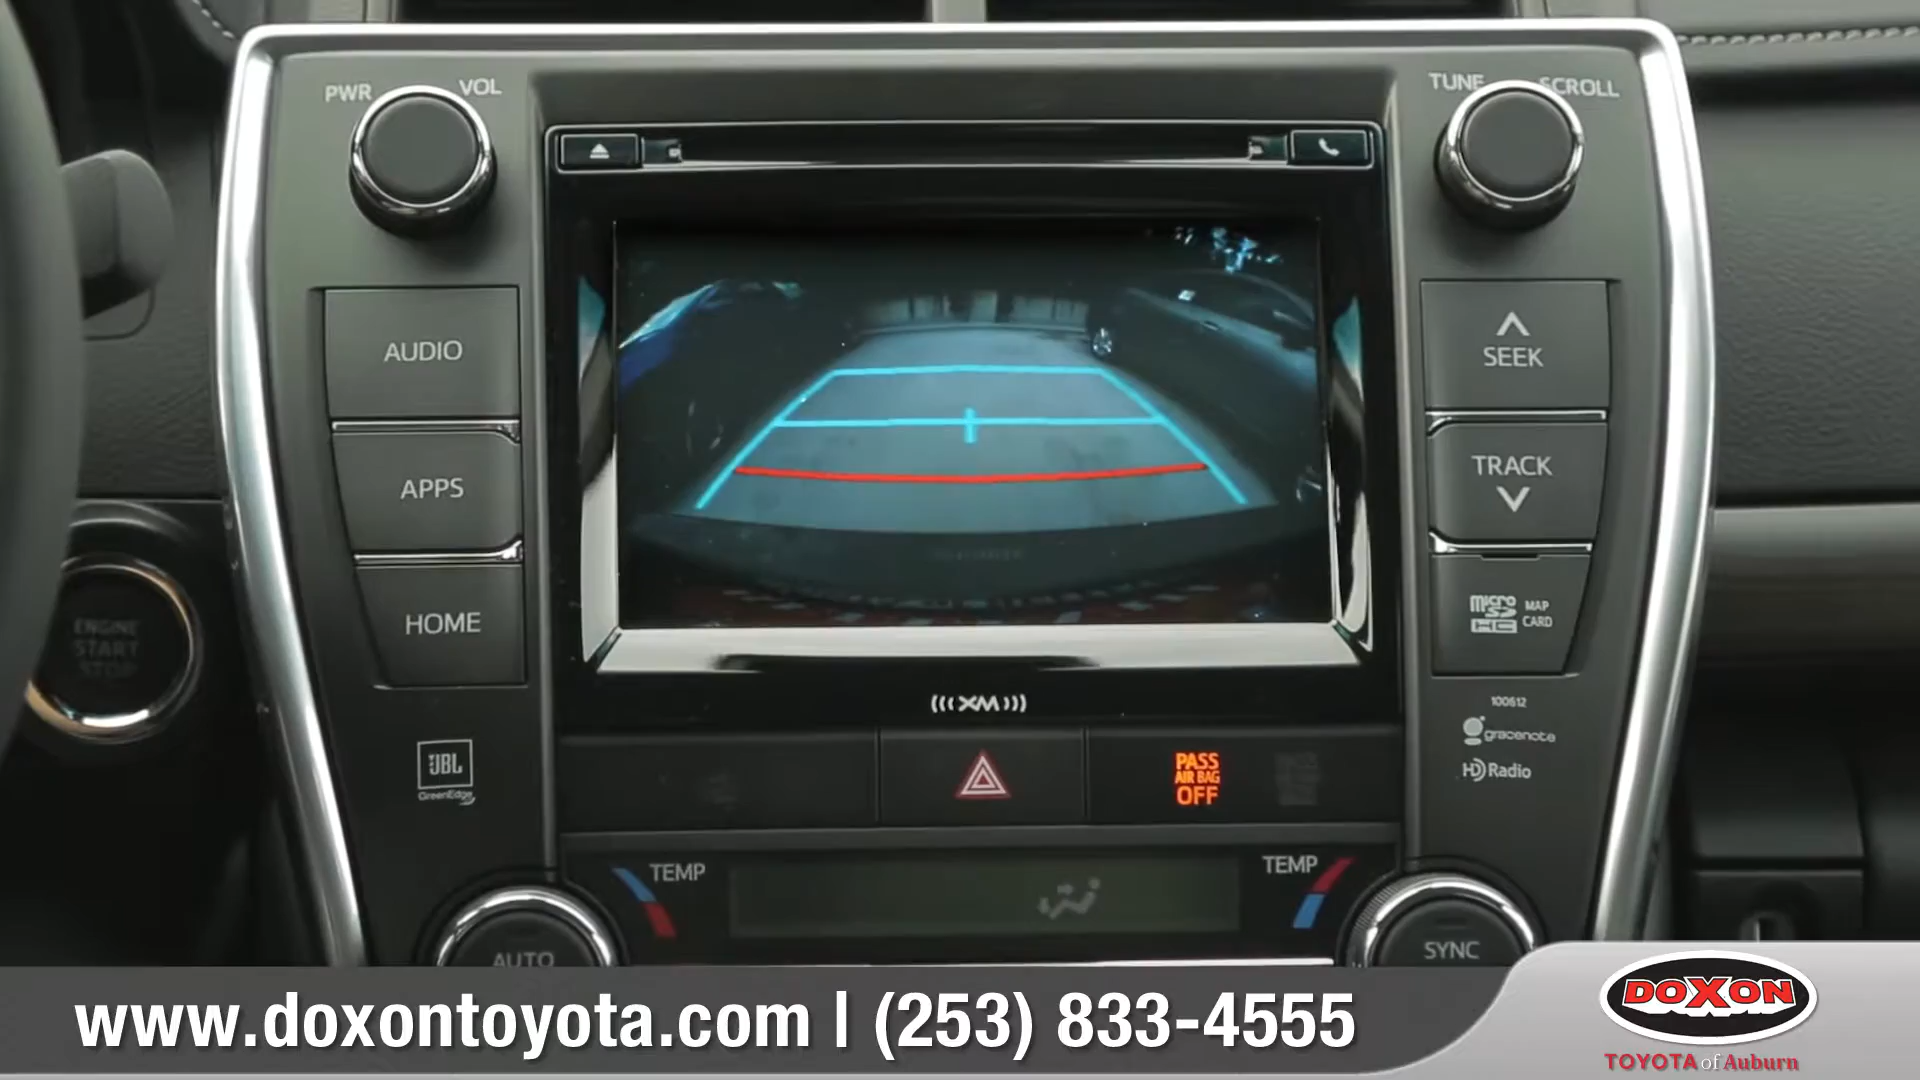 PWR VOL
TUNE SCROLL
AUDIO
SEEK
APPS
TRACK
HOME
micro SD HC
MAP CARD
ENGINE START STOP
XM
100512
gracenote
HD Radio
JBL
GreenEdge
PASS
AIR BAG
OFF
TEMP
TEMP
AUTO
SYNC
www.doxontoyota.com | (253) 833-4555
DOXON
TOYOTA of Auburn